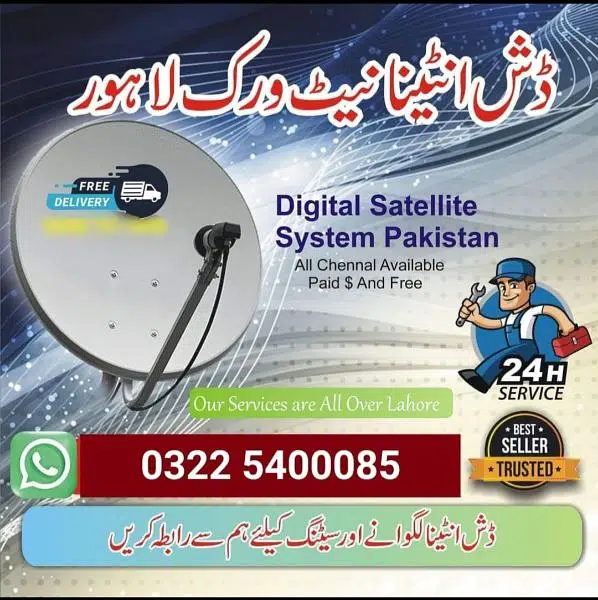 ڈش انٹینا نیٹ ورک لاہور
FREE
DELIVERY
Digital Satellite
System Pakistan
All Chennal Available
Paid $ And Free
24H
SERVICE
Our Services are All Over Lahore
BEST
SELLER
TRUSTED
0322 5400085
ڈش انٹینا لگوانے اور سیٹنگ کیلئے ہم سے رابطہ کریں